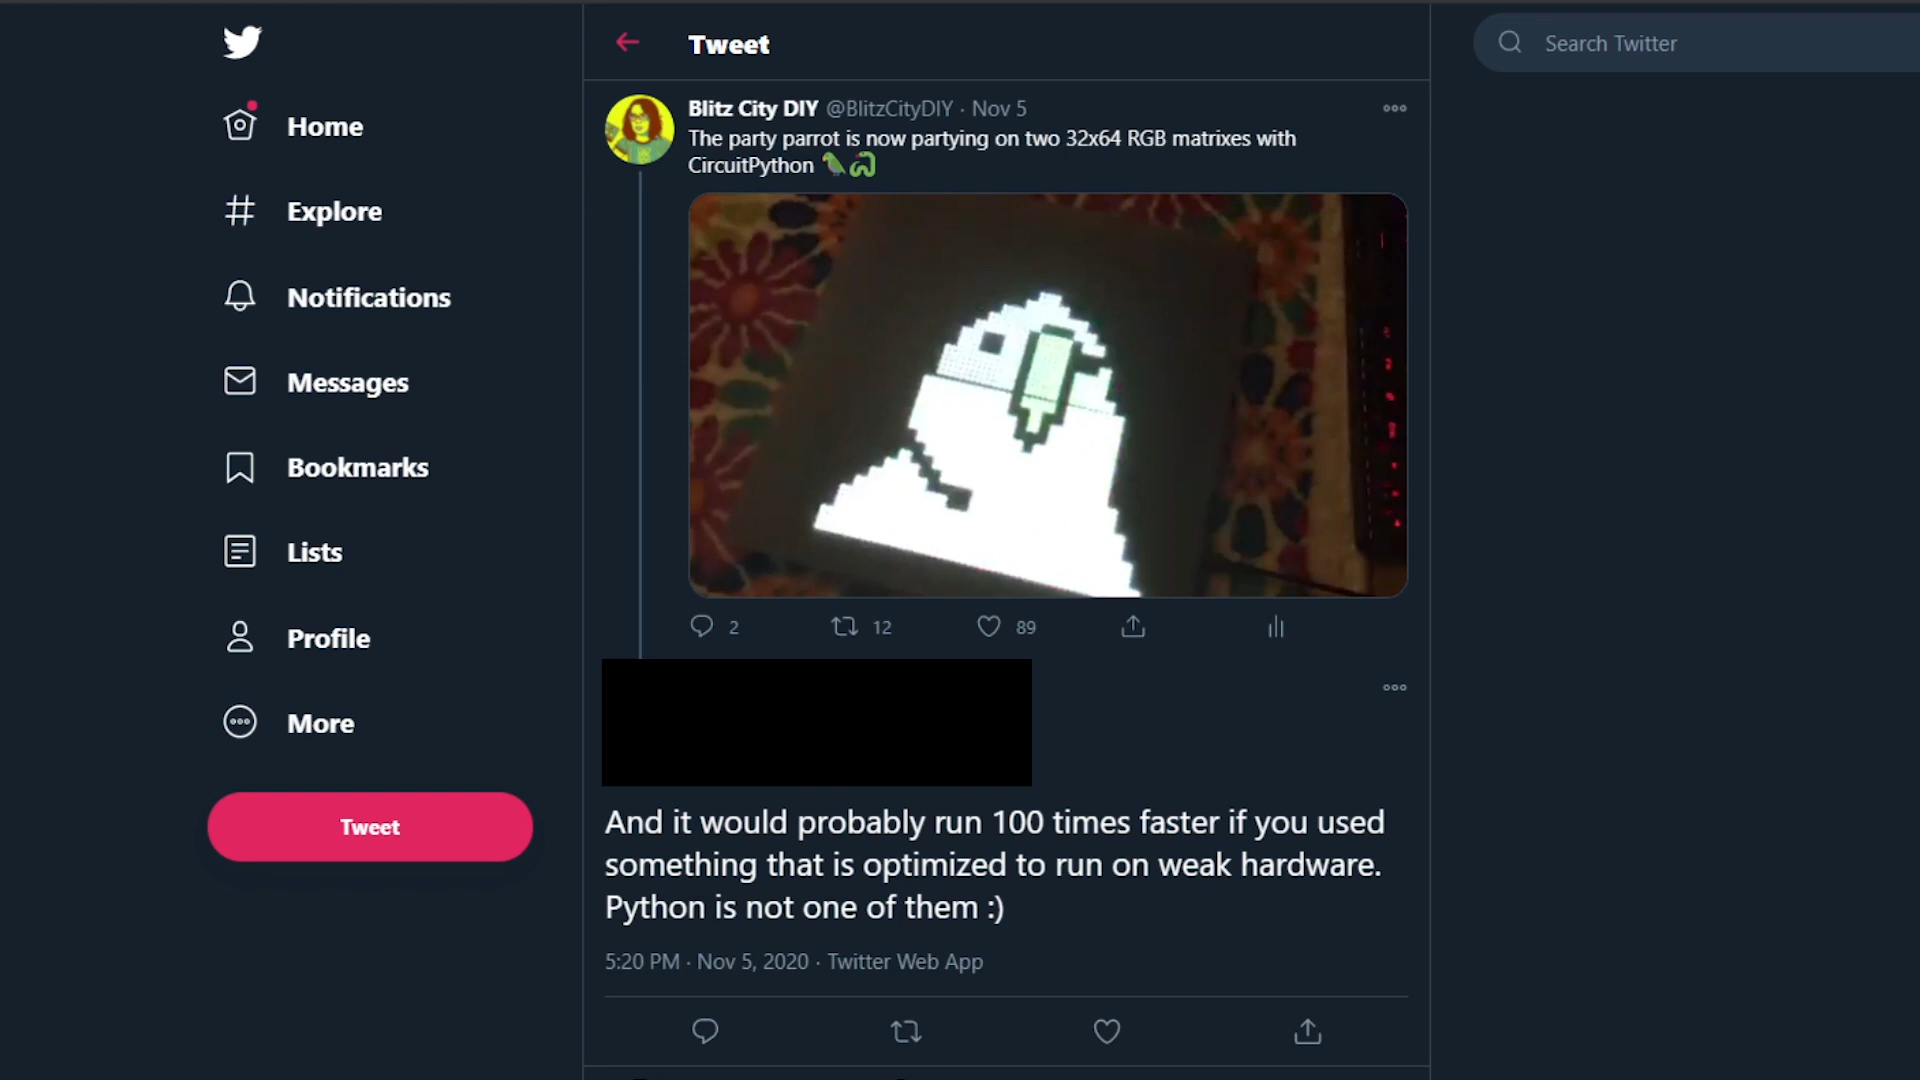 Tweet
Search Twitter
Home
Explore
Notifications
Messages
Bookmarks
Lists
Profile
More
Tweet
Blitz City DIY @BlitzCityDIY · Nov 5
The party parrot is now partying on two 32x64 RGB matrixes with
CircuitPython 🦜🐍
2 12 89
And it would probably run 100 times faster if you used
something that is optimized to run on weak hardware.
Python is not one of them :)
5:20 PM · Nov 5, 2020 · Twitter Web App